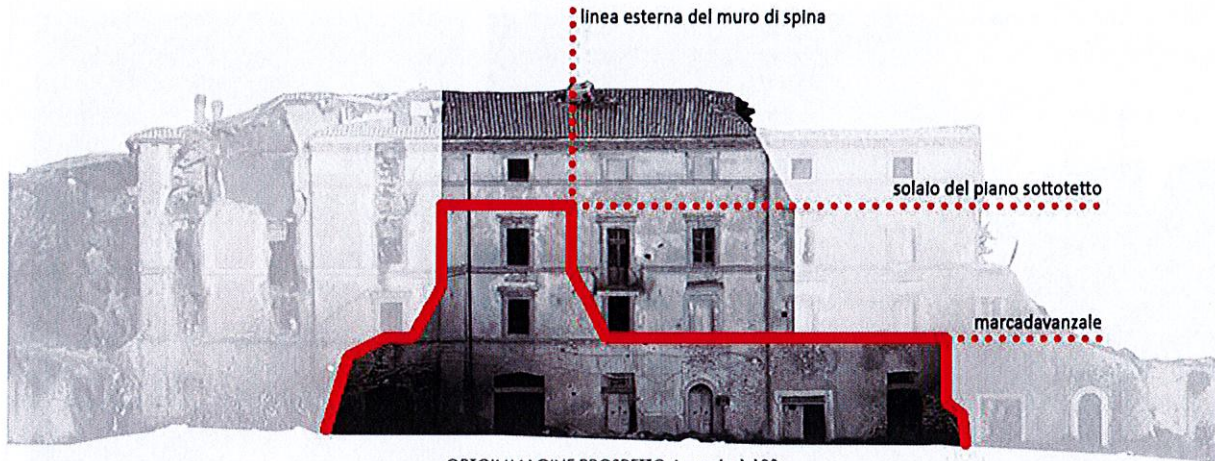 linea esterna del muro di spina
solaio del piano sottotetto
marcadavanzale